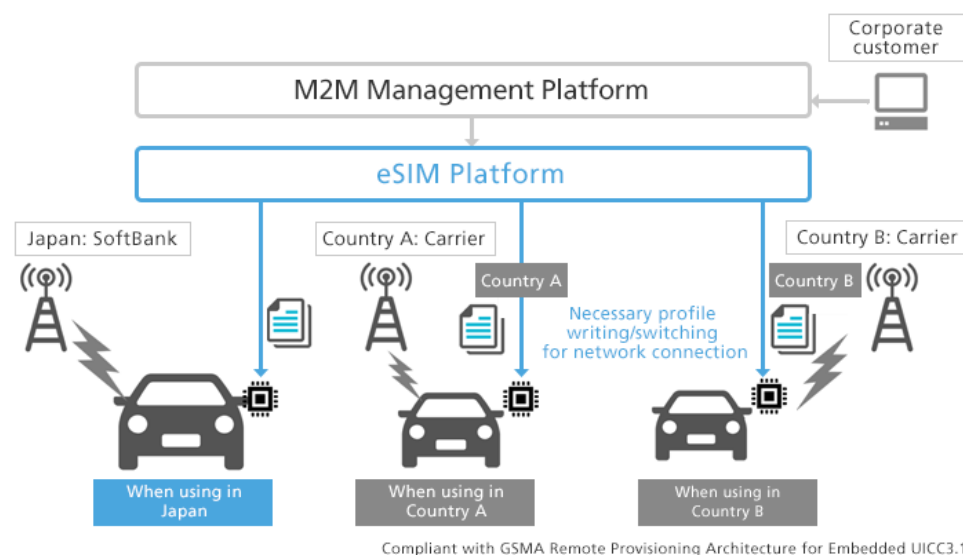 Corporate
customer
M2M Management Platform
eSIM Platform
Japan: SoftBank
Country A: Carrier
Country B: Carrier
Country A
Country B
Necessary profile
writing/switching
for network connection
When using in
Japan
When using in
Country A
When using in
Country B
Compliant with GSMA Remote Provisioning Architecture for Embedded UICC3.1